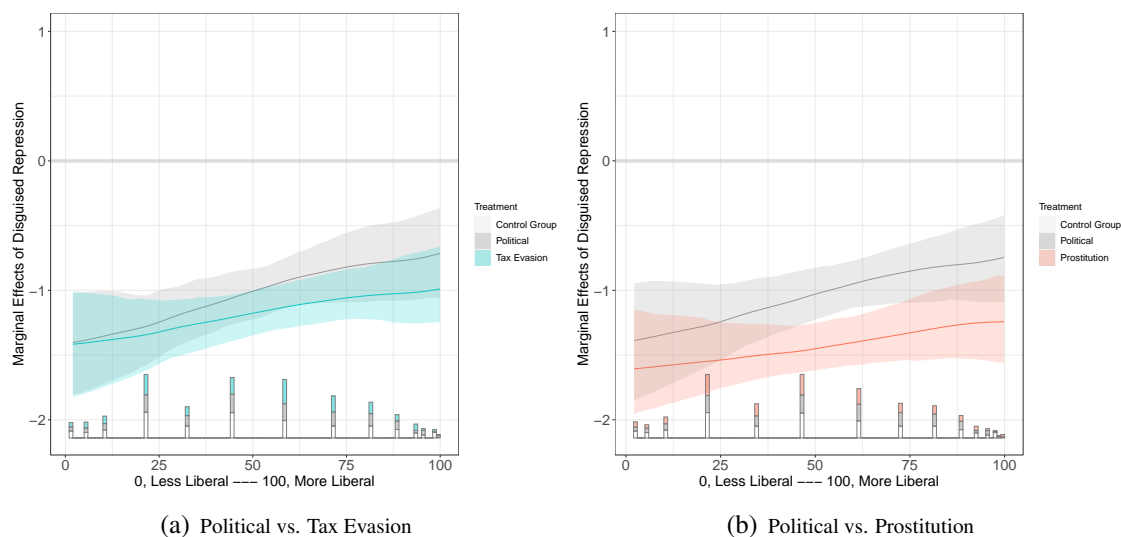 1
0
−1
−2
Marginal Effects of Disguised Repression
0
25
50
75
100
0, Less Liberal −−− 100, More Liberal
Treatment
Control Group
Political
Tax Evasion
(a) Political vs. Tax Evasion
1
0
−1
−2
Marginal Effects of Disguised Repression
0
25
50
75
100
0, Less Liberal −−− 100, More Liberal
Treatment
Control Group
Political
Prostitution
(b) Political vs. Prostitution